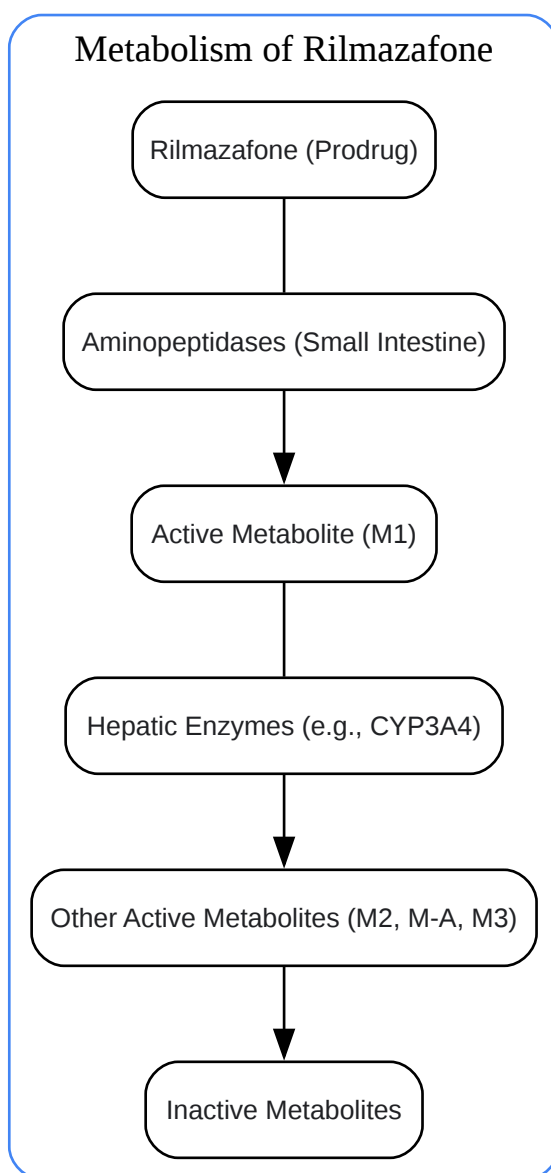 Metabolism of Rilmazafone
Rilmazafone (Prodrug)
Aminopeptidases (Small Intestine)
Active Metabolite (M1)
Hepatic Enzymes (e.g., CYP3A4)
Other Active Metabolites (M2, M-A, M3)
Inactive Metabolites